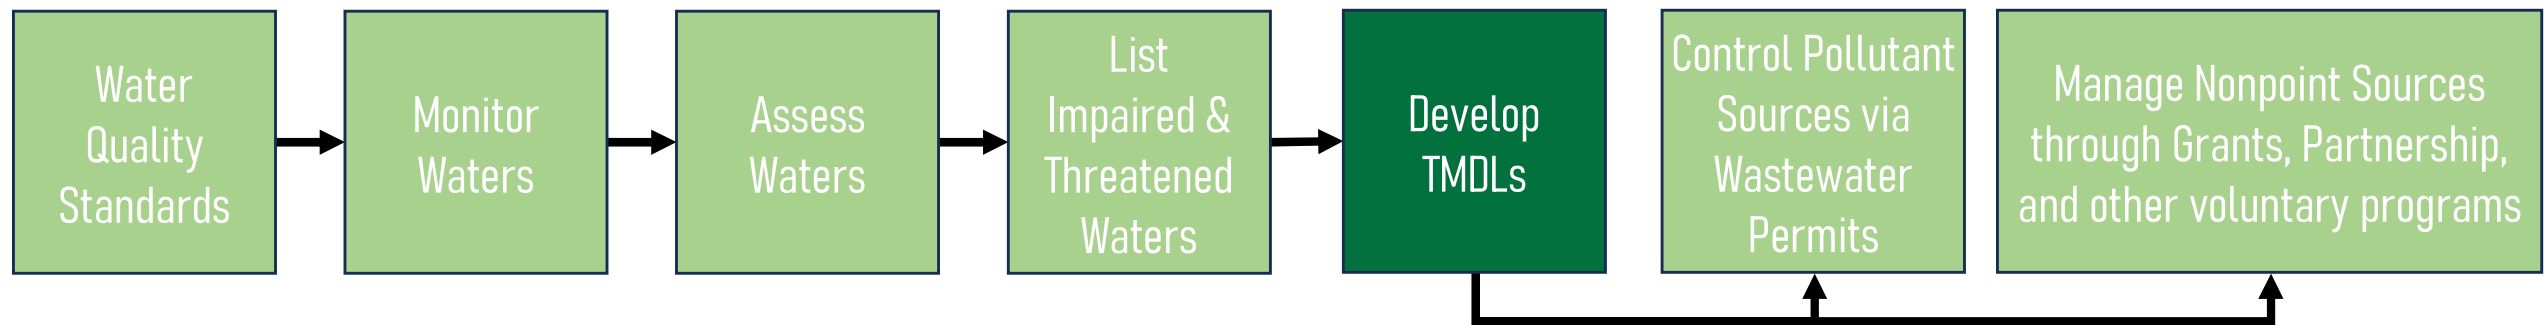 Water
Quality
Standards
Monitor
Waters
Assess
Waters
List
Impaired &
Threatened
Waters
Develop
TMDLs
Control Pollutant
Sources via
Wastewater
Permits
Manage Nonpoint Sources
through Grants, Partnership,
and other voluntary programs